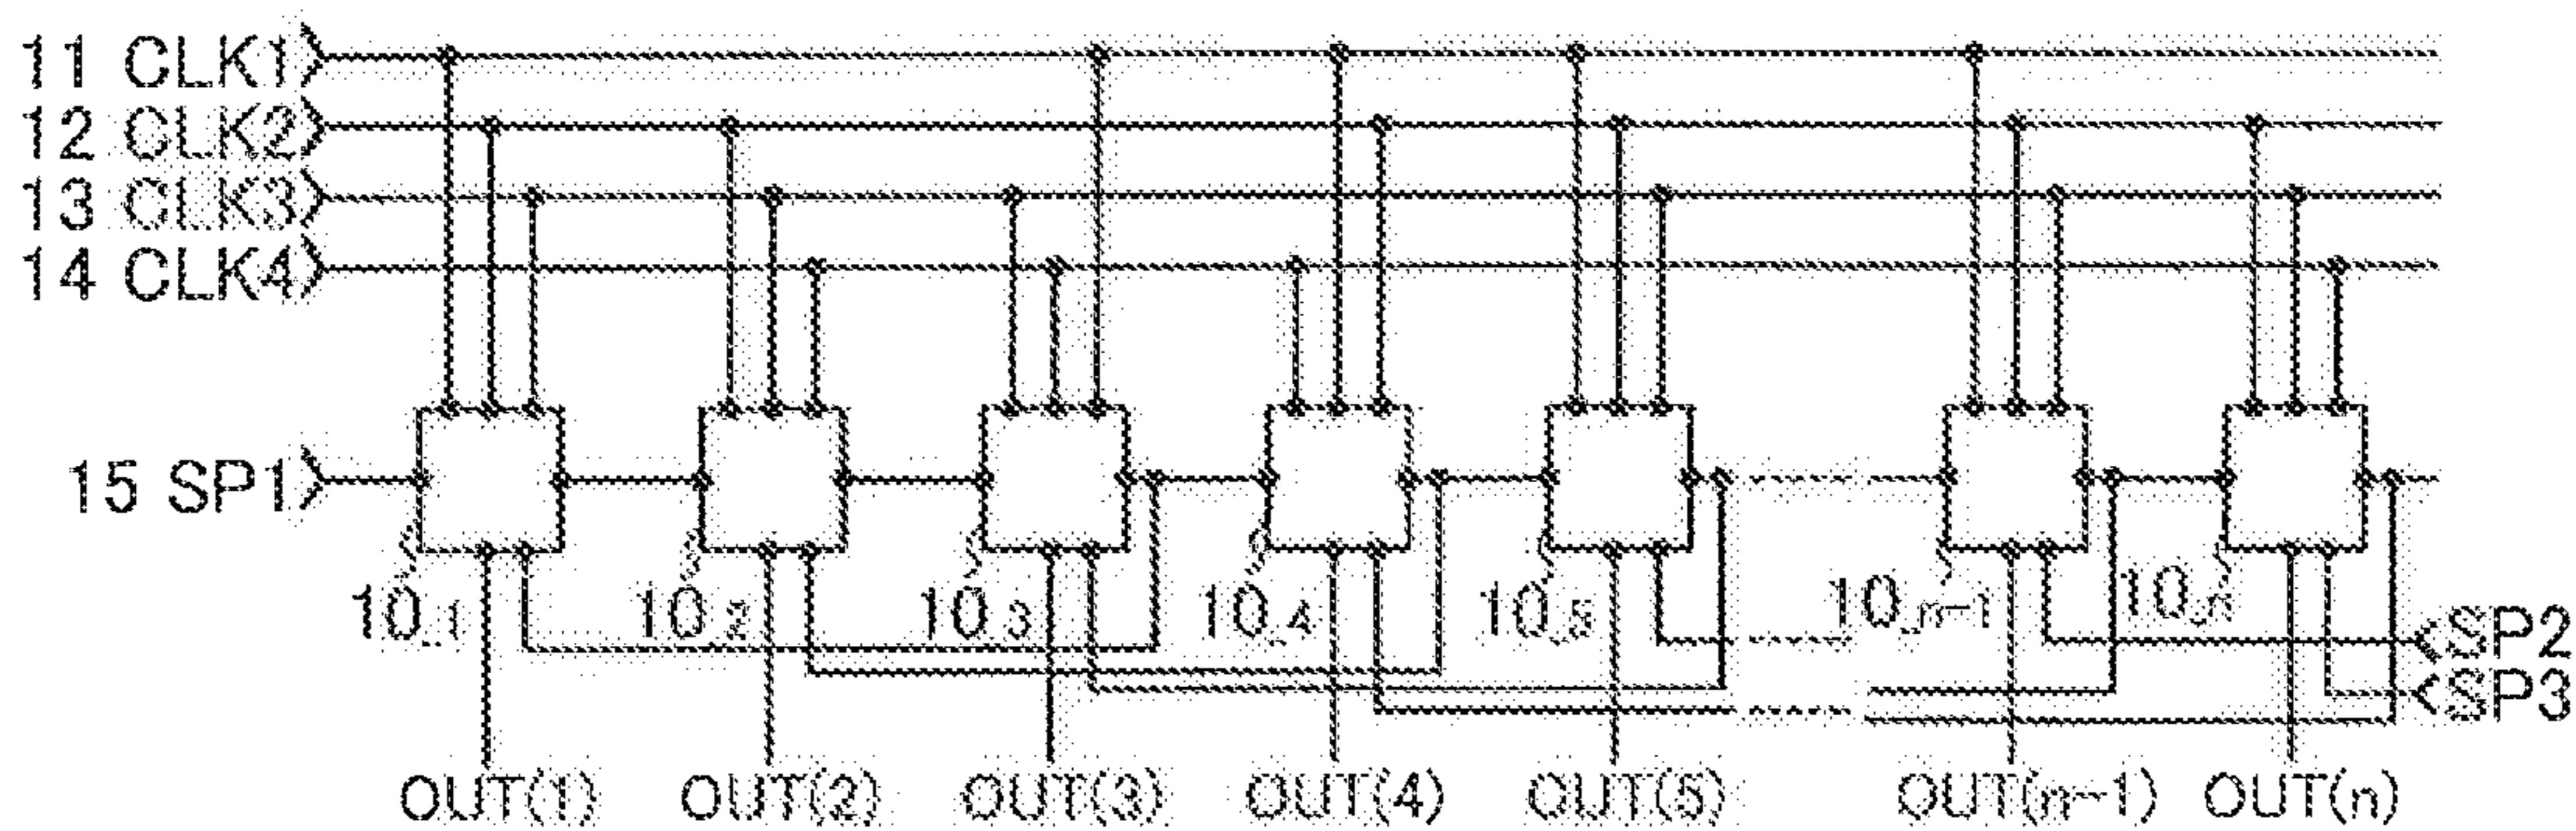 11 CLK1
12 CLK2
13 CLK3
14 CLK4
15 SP1
10_1
10_2
10_3
10_4
10_5
10_n-1
10_n
SP2
SP3
OUT(1)
OUT(2)
OUT(3)
OUT(4)
OUT(5)
OUT(n-1)
OUT(n)